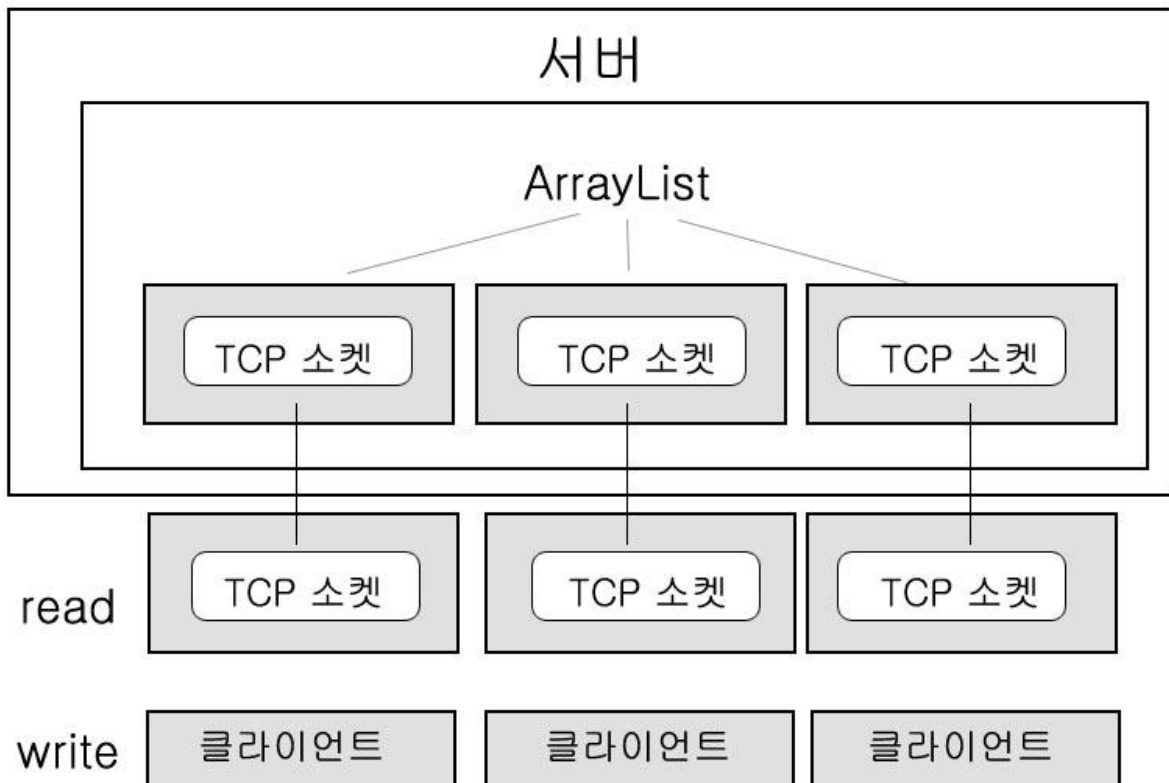 서버
ArrayList
TCP 소켓 TCP 소켓 TCP 소켓
read TCP 소켓 TCP 소켓 TCP 소켓
write 클라이언트 클라이언트 클라이언트